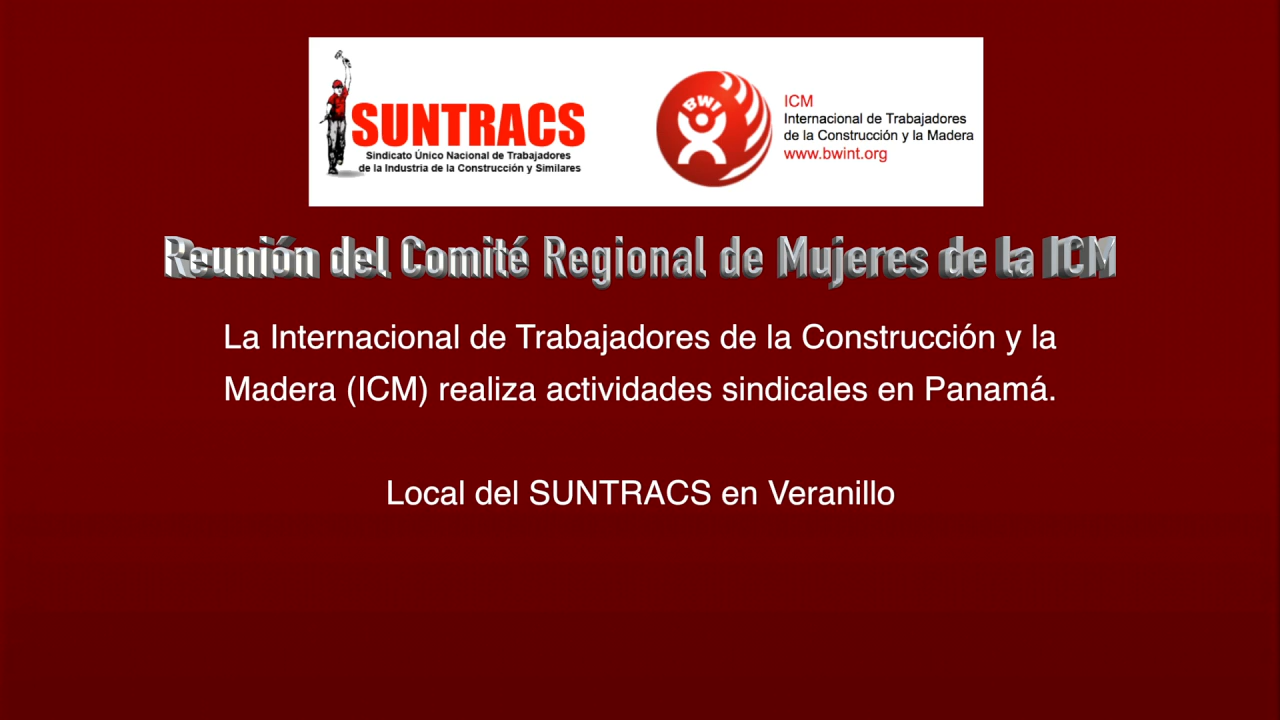 SUNTRACS
Sindicato Único Nacional de Trabajadores
de la Industria de la Construcción y Similares
BWI
ICM
Internacional de Trabajadores
de la Construcción y la Madera
www.bwint.org
Reunión del Comité Regional de Mujeres de la ICM
La Internacional de Trabajadores de la Construcción y la
Madera (ICM) realiza actividades sindicales en Panamá.
Local del SUNTRACS en Veranillo